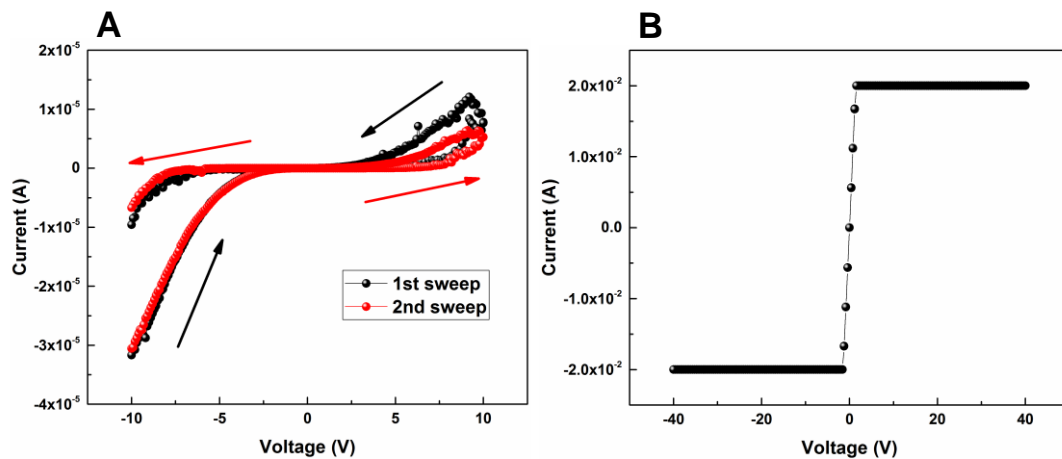 A
B
2x10⁻⁵
1x10⁻⁵
0
-1x10⁻⁵
-2x10⁻⁵
-3x10⁻⁵
-4x10⁻⁵
Current (A)
-10
-5
0
5
10
Voltage (V)
1st sweep
2nd sweep
2.0x10⁻²
1.0x10⁻²
0.0
-1.0x10⁻²
-2.0x10⁻²
Current (A)
-40
-20
0
20
40
Voltage (V)